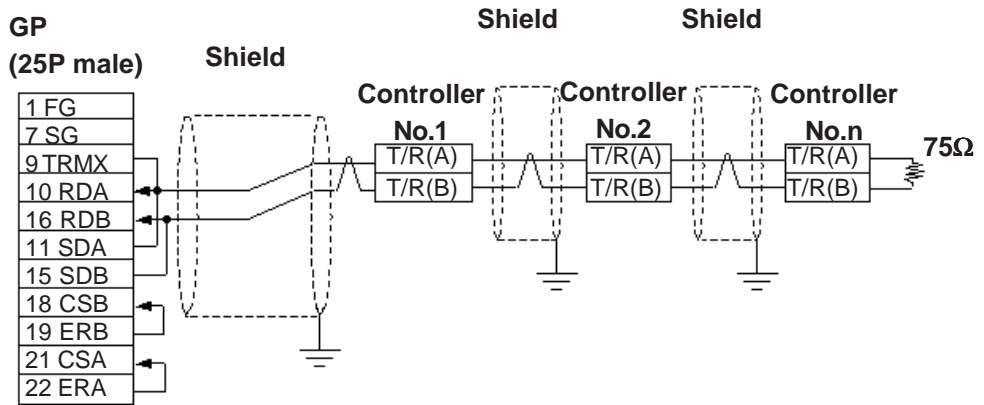 GP
(25P male)
Shield
Shield
Shield
1 FG
7 SG
9 TRMX
10 RDA
16 RDB
11 SDA
15 SDB
18 CSB
19 ERB
21 CSA
22 ERA
Controller
No.1
T/R(A)
T/R(B)
Controller
No.2
T/R(A)
T/R(B)
Controller
No.n
T/R(A)
T/R(B)
75Ω